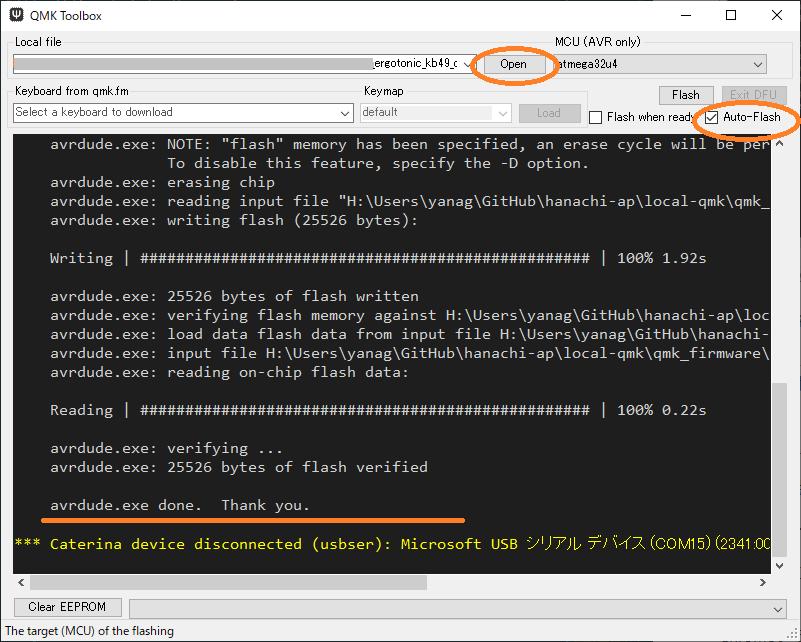 QMK Toolbox
Local file
MCU (AVR only)
_ergotonic_kb49_c
Open
atmega32u4
Keyboard from qmk.fm
Keymap
Flash
Exit DFU
Select a keyboard to download
default
Load
Flash when ready
Auto-Flash
avrdude.exe: NOTE: "flash" memory has been specified, an erase cycle will be per
To disable this feature, specify the -D option.
avrdude.exe: erasing chip
avrdude.exe: reading input file "H:\Users\yanag\GitHub\hanachi-ap\local-qmk\qmk_
avrdude.exe: writing flash (25526 bytes):
Writing | ################################################## | 100% 1.92s
avrdude.exe: 25526 bytes of flash written
avrdude.exe: verifying flash memory against H:\Users\yanag\GitHub\hanachi-ap\loc
avrdude.exe: load data flash data from input file H:\Users\yanag\GitHub\hanachi-
avrdude.exe: input file H:\Users\yanag\GitHub\hanachi-ap\local-qmk\qmk_firmware\
avrdude.exe: reading on-chip flash data:
Reading | ################################################## | 100% 0.22s
avrdude.exe: verifying ...
avrdude.exe: 25526 bytes of flash verified
avrdude.exe done.  Thank you.
*** Caterina device disconnected (usbser): Microsoft USB シリアル デバイス (COM15) (2341:00
Clear EEPROM
The target (MCU) of the flashing